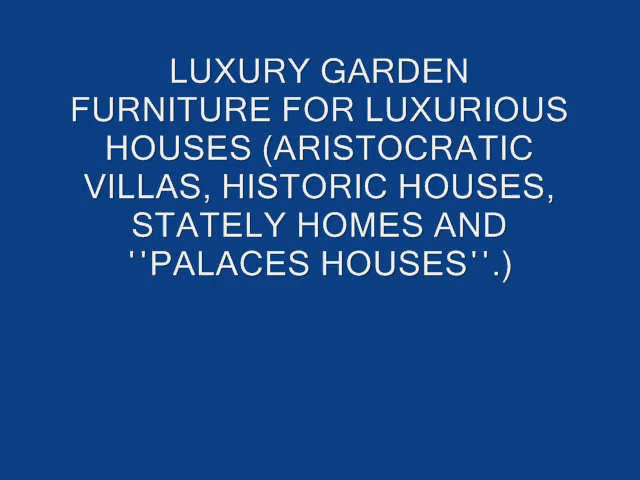 LUXURY GARDEN
FURNITURE FOR LUXURIOUS
HOUSES (ARISTOCRATIC
VILLAS, HISTORIC HOUSES,
STATELY HOMES AND
''PALACES HOUSES''.)